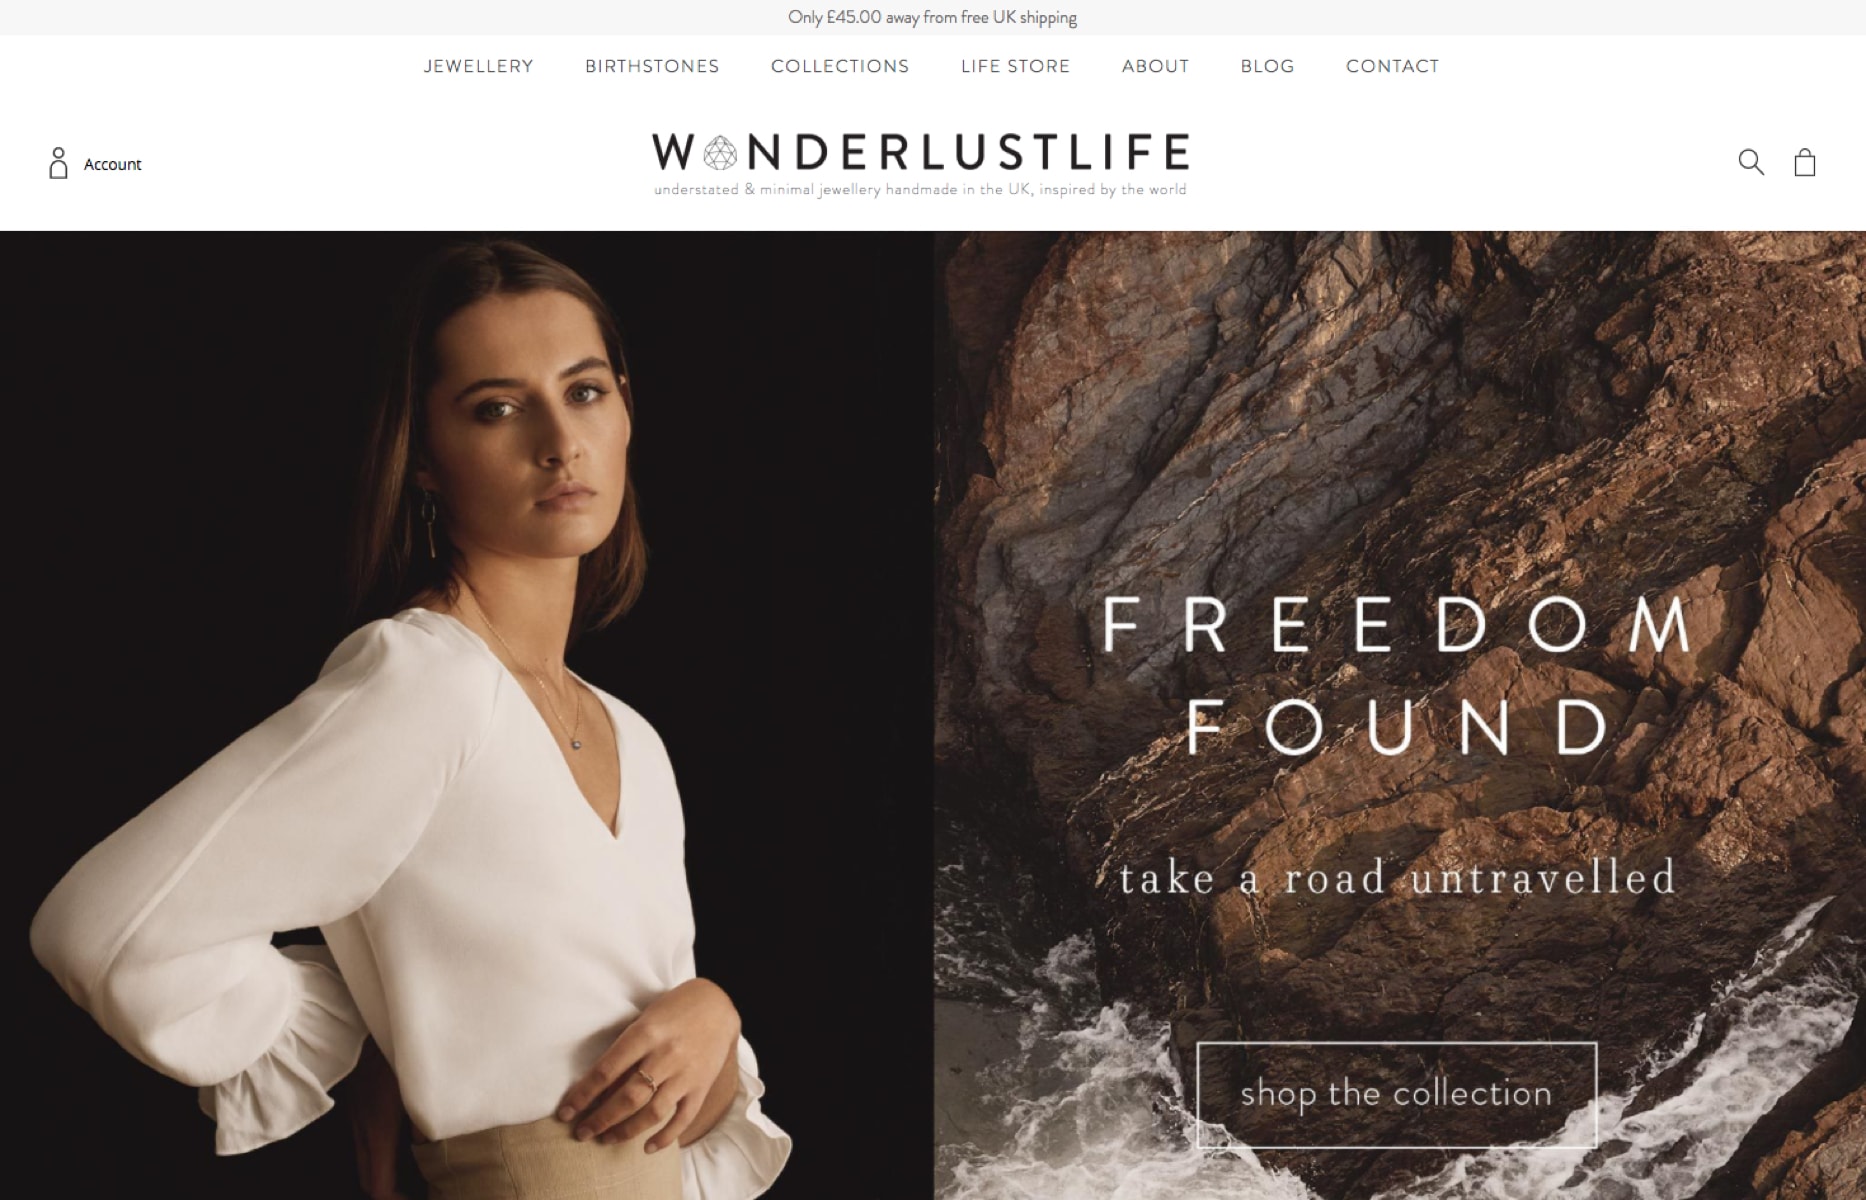 Only £45.00 away from free UK shipping
JEWELLERY BIRTHSTONES COLLECTIONS LIFE STORE ABOUT BLOG CONTACT
Account
WONDERLUSTLIFE
understated & minimal jewellery handmade in the UK, inspired by the world
FREEDOM
FOUND
take a road untravelled
shop the collection